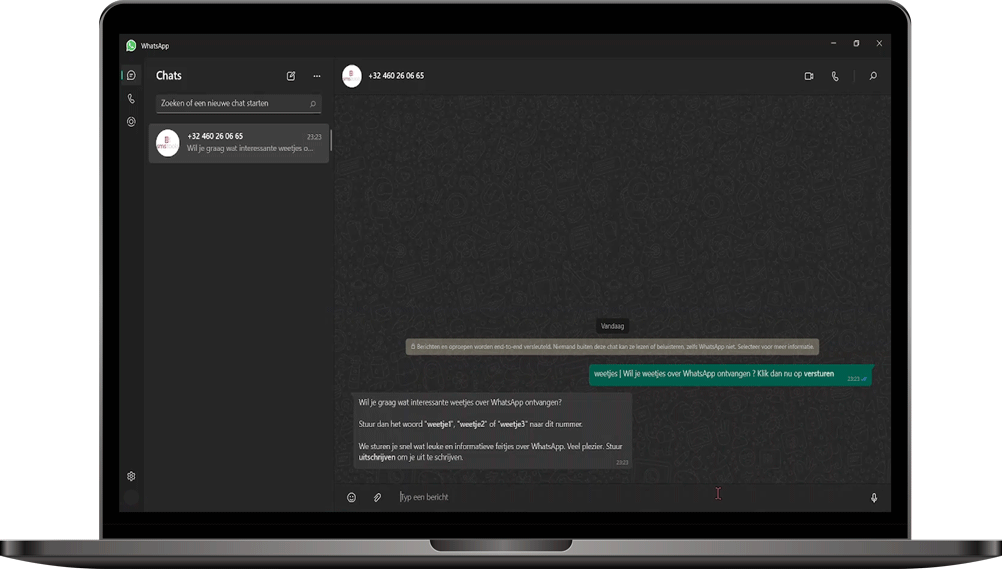 WhatsApp
Chats
Zoeken of een nieuwe chat starten
+32 460 26 06 65
23:23
Wil je graag wat interessante weetjes o...
+32 460 26 06 65
Vandaag
Berichten en oproepen worden end-to-end versleuteld. Niemand buiten deze chat kan ze lezen of beluisteren, zelfs WhatsApp niet. Selecteer voor meer informatie.
weetjes | Wil je weetjes over WhatsApp ontvangen ? Klik dan nu op versturen
23:23
Wil je graag wat interessante weetjes over WhatsApp ontvangen?
Stuur dan het woord "weetje1", "weetje2" of "weetje3" naar dit nummer.
We sturen je snel wat leuke en informatieve feitjes over WhatsApp. Veel plezier. Stuur
uitschrijven om je uit te schrijven.
23:23
Typ een bericht